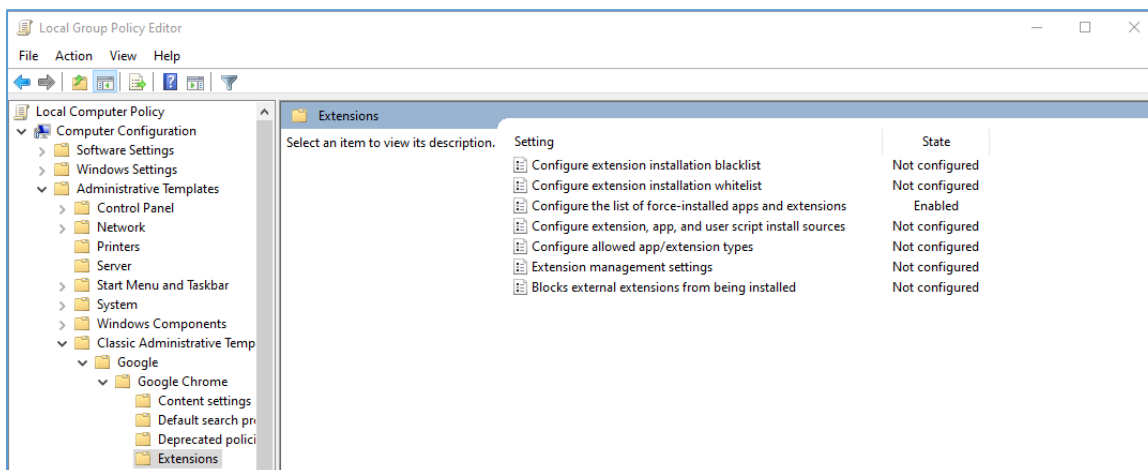 Local Group Policy Editor
File Action View Help
Local Computer Policy
Computer Configuration
Software Settings
Windows Settings
Administrative Templates
Control Panel
Network
Printers
Server
Start Menu and Taskbar
System
Windows Components
Classic Administrative Temp
Google
Google Chrome
Content settings
Default search pr
Deprecated polici
Extensions
Extensions
Select an item to view its description.
Setting State
Configure extension installation blacklist Not configured
Configure extension installation whitelist Not configured
Configure the list of force-installed apps and extensions Enabled
Configure extension, app, and user script install sources Not configured
Configure allowed app/extension types Not configured
Extension management settings Not configured
Blocks external extensions from being installed Not configured